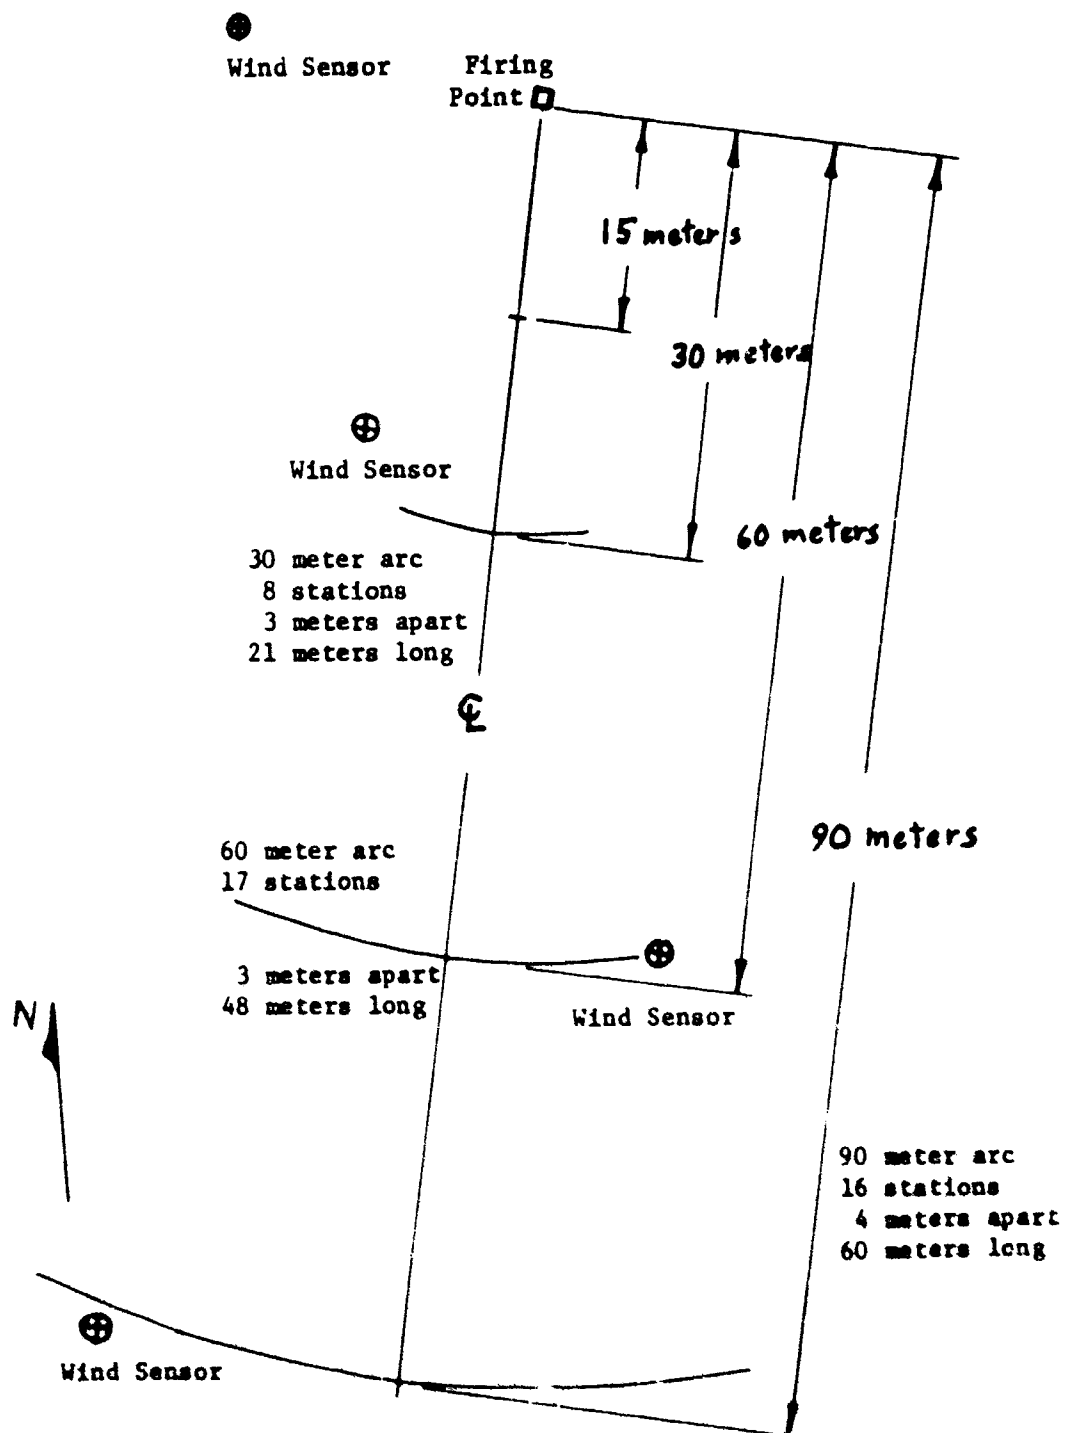 Wind Sensor
Firing
Point
15 meters
30 meters
Wind Sensor
60 meters
30 meter arc
8 stations
3 meters apart
21 meters long
℄
90 meters
60 meter arc
17 stations
3 meters apart
48 meters long
N
Wind Sensor
90 meter arc
16 stations
4 meters apart
60 meters long
Wind Sensor